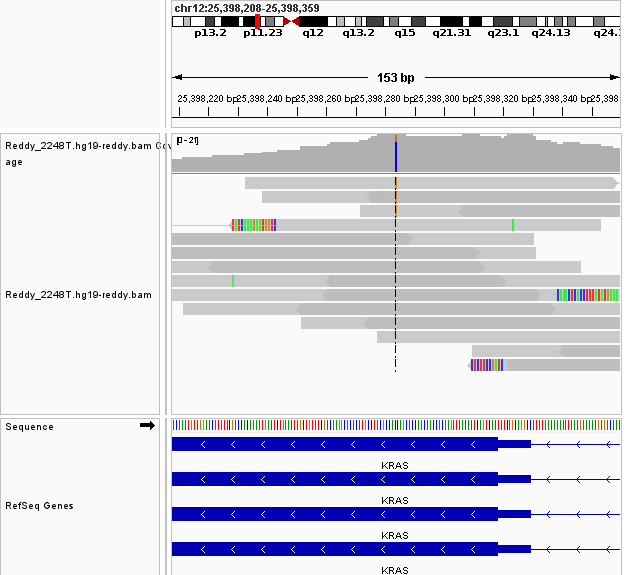 chr12:25,398,208-25,398,359
p13.2 p11.23 q12 q13.2 q15 q21.31 q23.1 q24.13 q24.
153 bp
25,398,220 bp 25,398,240 bp 25,398,260 bp 25,398,280 bp 25,398,300 bp 25,398,320 bp 25,398,340 bp 25,398
[0-21]
Reddy_2248T.hg19-reddy.bam Cov
age
Reddy_2248T.hg19-reddy.bam
Sequence
KRAS
KRAS
RefSeq Genes
KRAS
KRAS